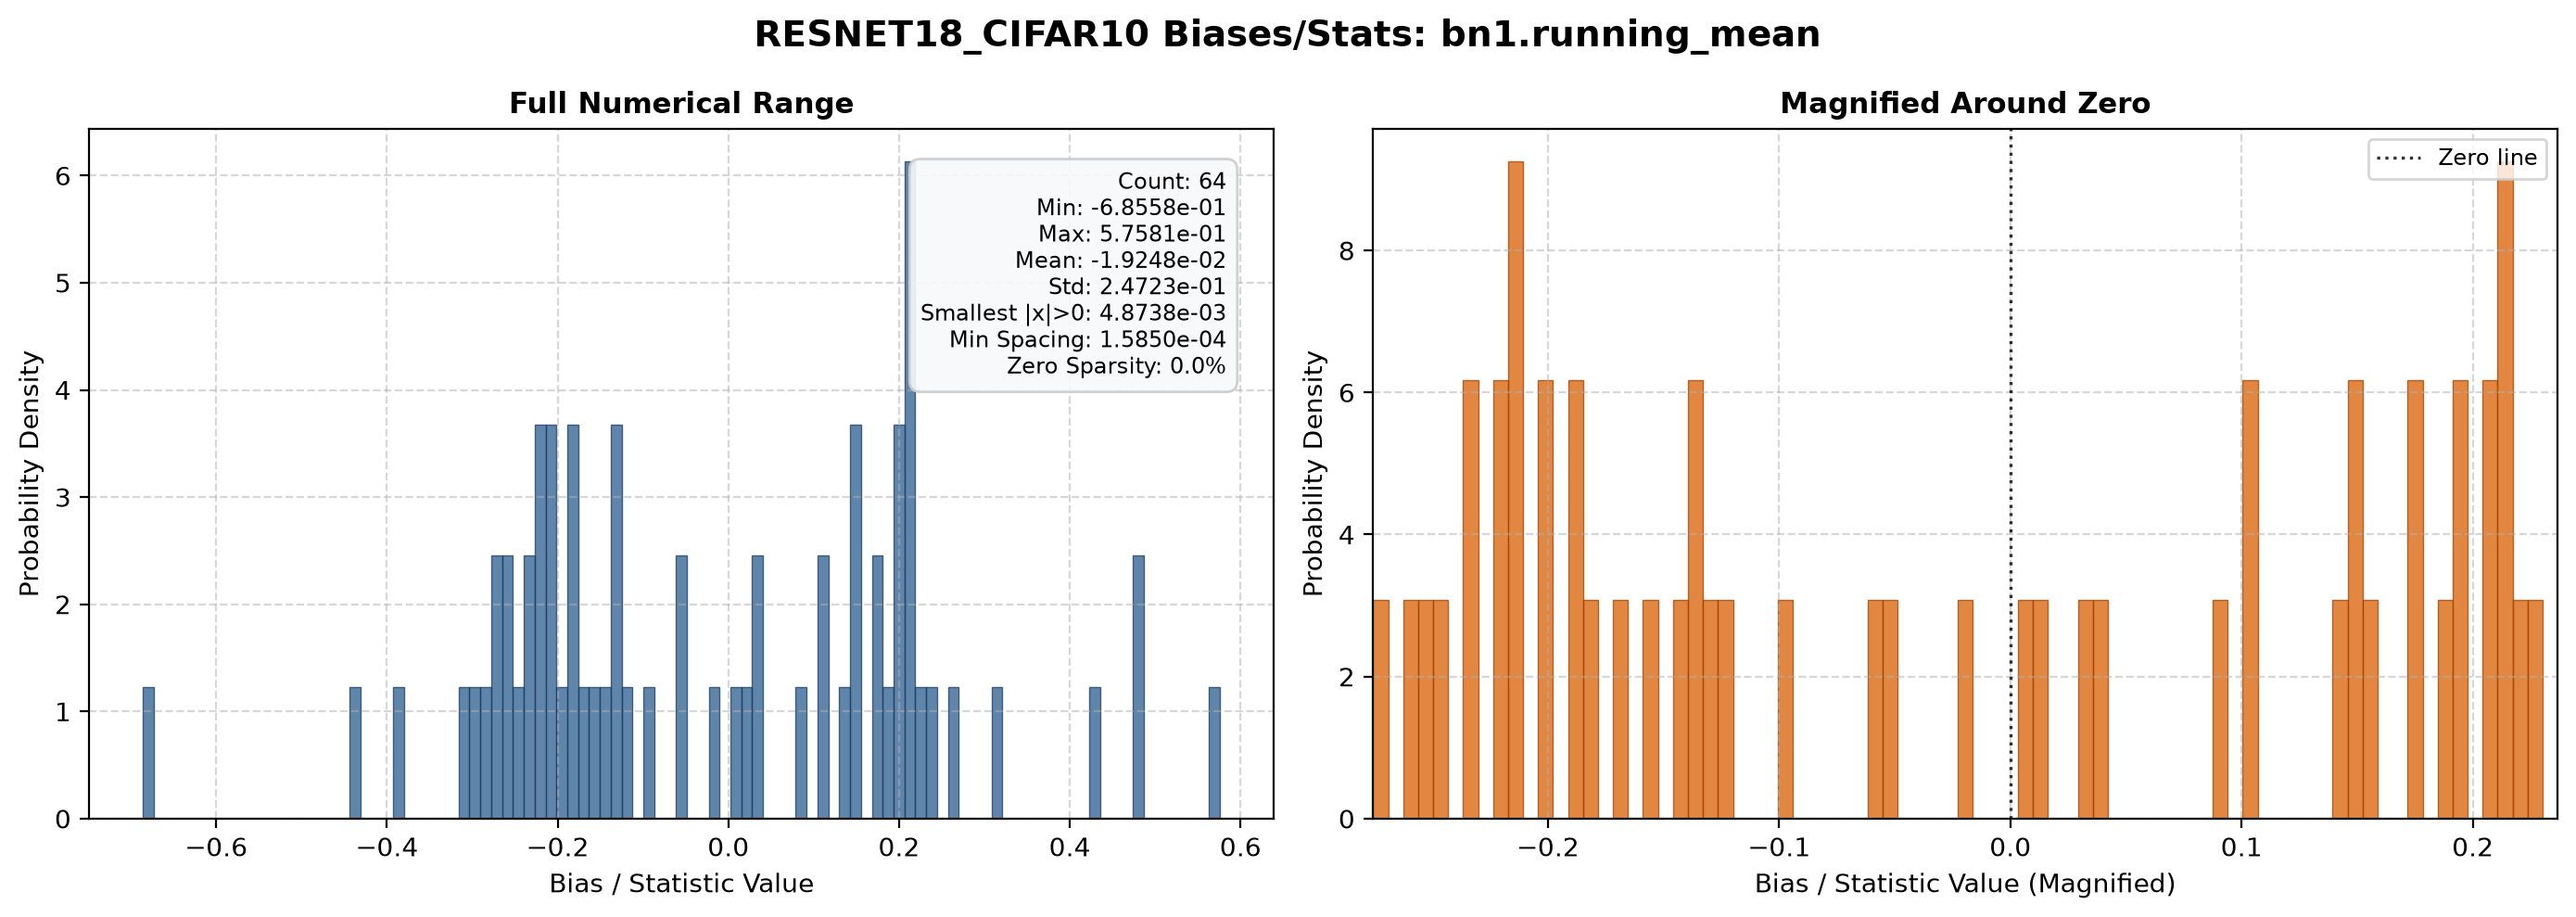 RESNET18_CIFAR10 Biases/Stats: bn1.running_mean
Full Numerical Range
Probability Density
6
5
4
3
2
1
0
Count: 64
Min: -6.8558e-01
Max: 5.7581e-01
Mean: -1.9248e-02
Std: 2.4723e-01
Smallest |x|>0: 4.8738e-03
Min Spacing: 1.5850e-04
Zero Sparsity: 0.0%
−0.6 −0.4 −0.2 0.0 0.2 0.4 0.6
Bias / Statistic Value
Magnified Around Zero
Probability Density
8
6
4
2
0
Zero line
−0.2 −0.1 0.0 0.1 0.2
Bias / Statistic Value (Magnified)